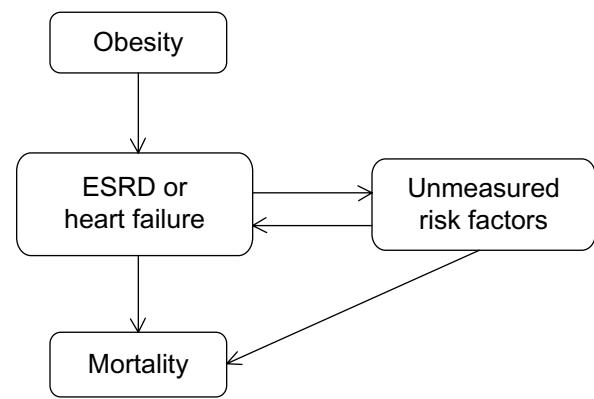 Obesity
ESRD or
heart failure
Unmeasured
risk factors
Mortality